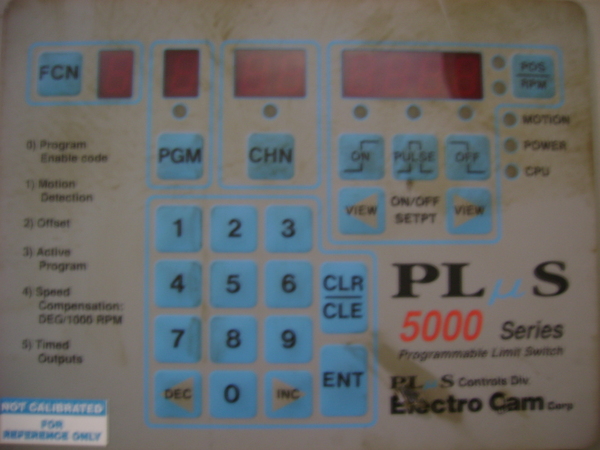 FCN
PGM
CHN
POS
RPM
MOTION
POWER
CPU
ON
PULSE
OFF
VIEW
ON/OFF
SETPT
VIEW
0) Program
Enable code
1) Motion
Detection
2) Offset
3) Active
Program
4) Speed
Compensation:
DEG/1000 RPM
5) Timed
Outputs
1 2 3
4 5 6
7 8 9
DEC 0 INC
CLR
CLE
ENT
PL S
5000 Series
Programmable Limit Switch
PL S Controls Div.
Electro Cam Corp.
NOT CALIBRATED
FOR
REFERENCE ONLY